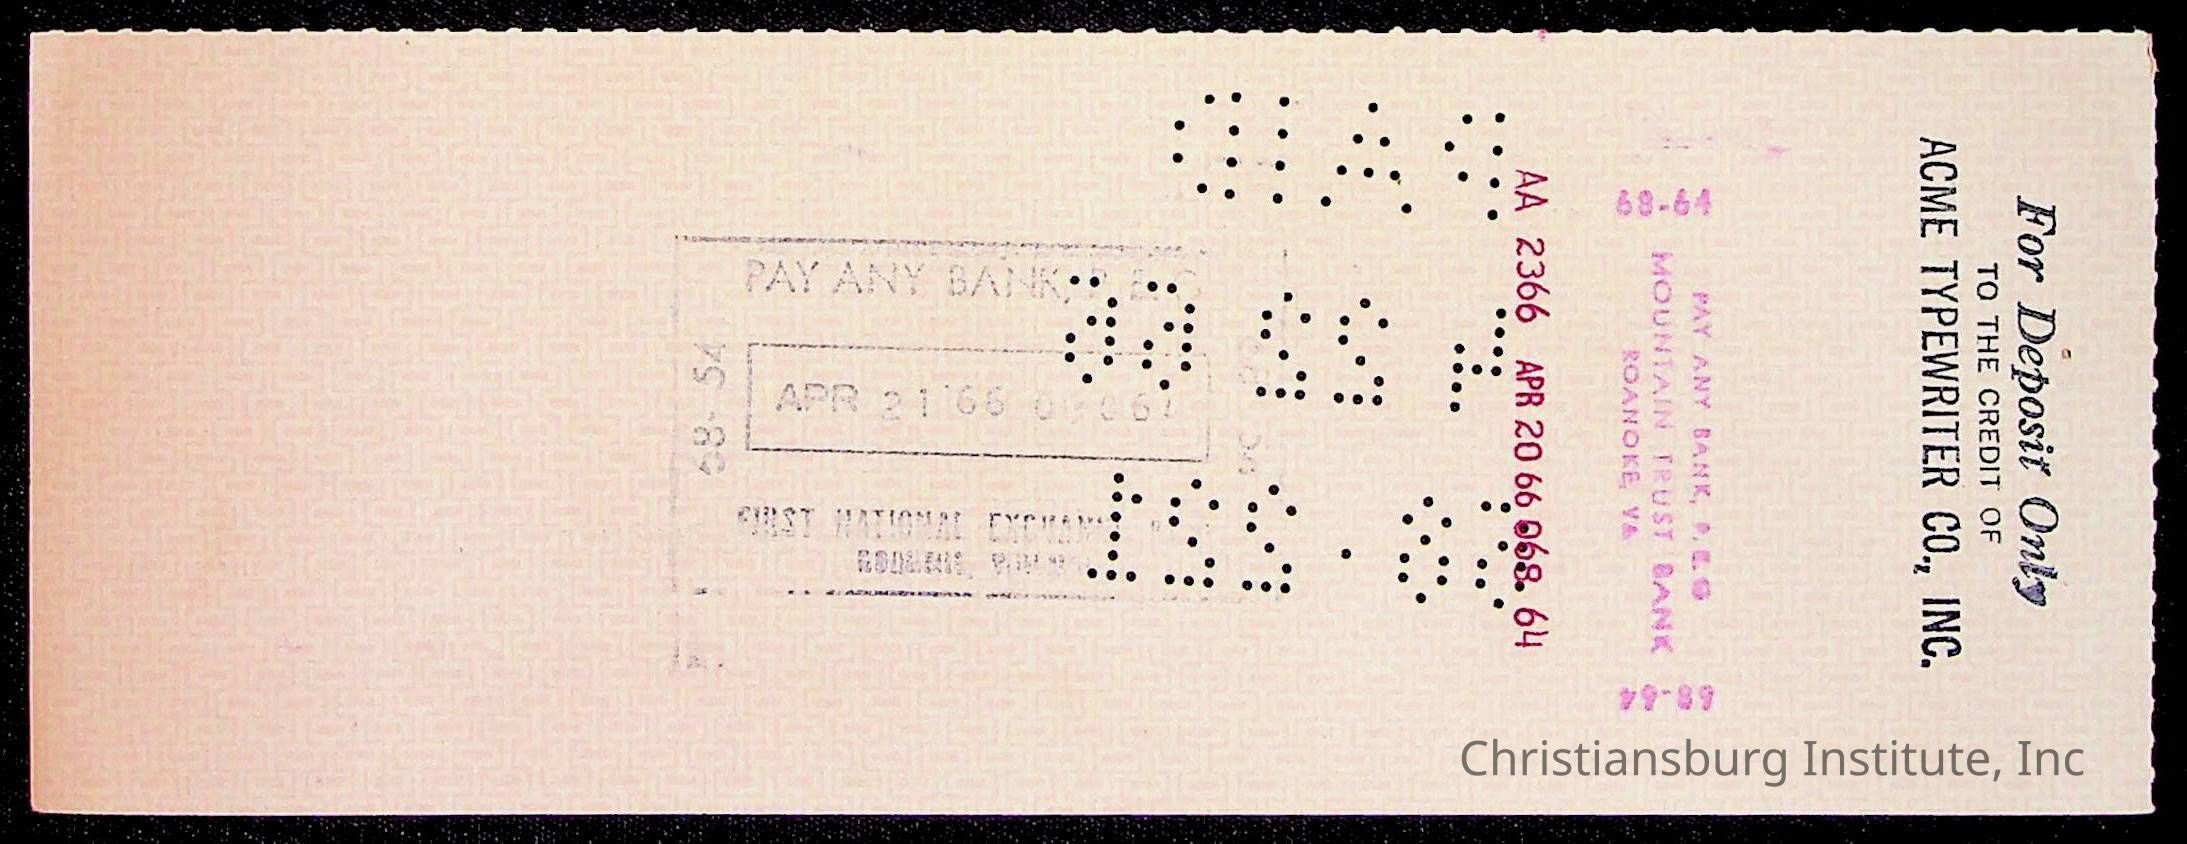 For Deposit Only
TO THE CREDIT OF
ACME TYPEWRITER CO., INC.
68-64
PAY ANY BANK, P.E.G
MOUNTAIN TRUST BANK
ROANOKE, VA
68-64
AA 2366 APR 20 66 068 64
PAY ANY BANK, P.E.G
APR 21 '66
FIRST NATIONAL
Christiansburg Institute, Inc